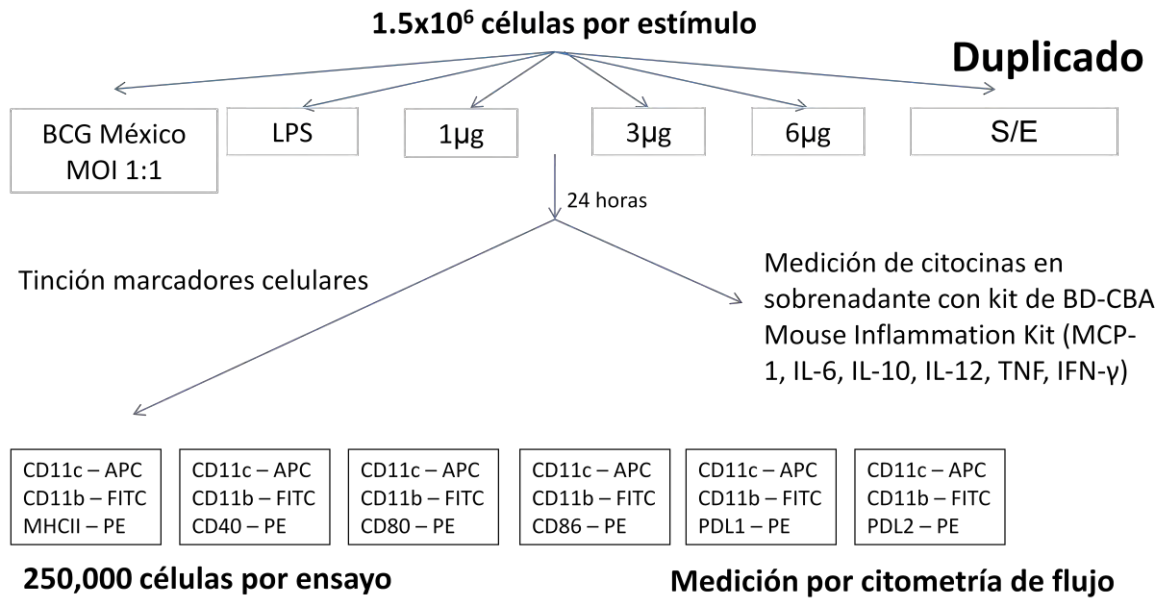 1.5x10⁶ células por estímulo
Duplicado
BCG México
MOI 1:1
LPS
1µg
3µg
6µg
S/E
24 horas
Tinción marcadores celulares
Medición de citocinas en
sobrenadante con kit de BD-CBA
Mouse Inflammation Kit (MCP-
1, IL-6, IL-10, IL-12, TNF, IFN-γ)
CD11c – APC
CD11b – FITC
MHCII – PE
CD11c – APC
CD11b – FITC
CD40 – PE
CD11c – APC
CD11b – FITC
CD80 – PE
CD11c – APC
CD11b – FITC
CD86 – PE
CD11c – APC
CD11b – FITC
PDL1 – PE
CD11c – APC
CD11b – FITC
PDL2 – PE
250,000 células por ensayo
Medición por citometría de flujo